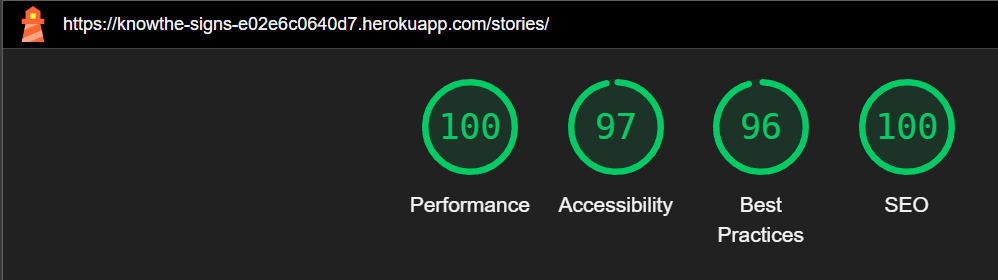 https://knowthe-signs-e02e6c0640d7.herokuapp.com/stories/
100 97 96 100
Performance Accessibility Best Practices SEO